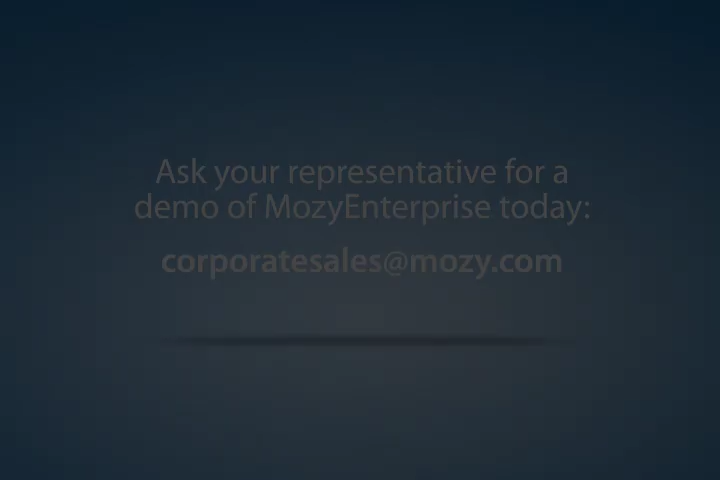 Ask your representative for a
demo of MozyEnterprise today:
corporatesales@mozy.com